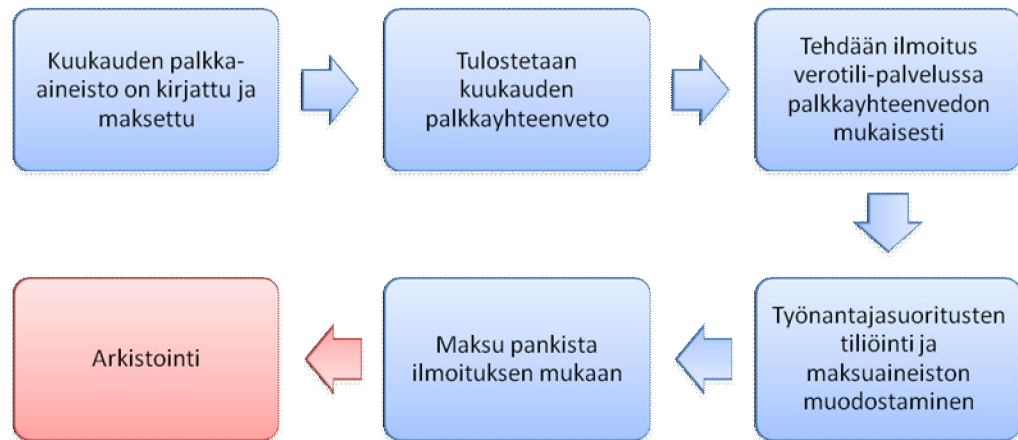 Kuukauden palkka-
aineisto on kirjattu ja
maksettu
Tulostetaan
kuukauden
palkkayhteenveto
Tehdään ilmoitus
verotili-palvelussa
palkkayhteenvedon
mukaisesti
Työnantajasuoritusten
tiliöinti ja
maksuaineiston
muodostaminen
Maksu pankista
ilmoituksen mukaan
Arkistointi